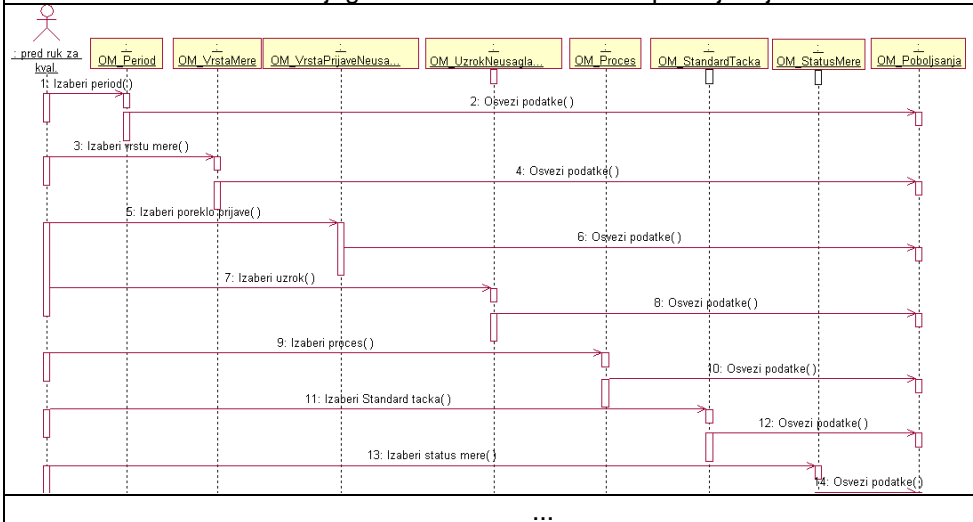 : pred ruk za
kval.
:
OM_Period
:
OM_VrstaMere
:
OM_VrstaPrijaveNeusa...
:
OM_UzrokNeusagla...
:
OM_Proces
:
OM_StandardTacka
:
OM_StatusMere
:
OM_Poboljsanja
1: Izaberi period()
2: Osvezi podatke( )
3: Izaberi vrstu mere( )
4: Osvezi podatke( )
5: Izaberi poreklo prijave( )
6: Osvezi podatke( )
7: Izaberi uzrok( )
8: Osvezi podatke( )
9: Izaberi proces( )
10: Osvezi podatke( )
11: Izaberi Standard tacka( )
12: Osvezi podatke( )
13: Izaberi status mere( )
14: Osvezi podatke( )
...